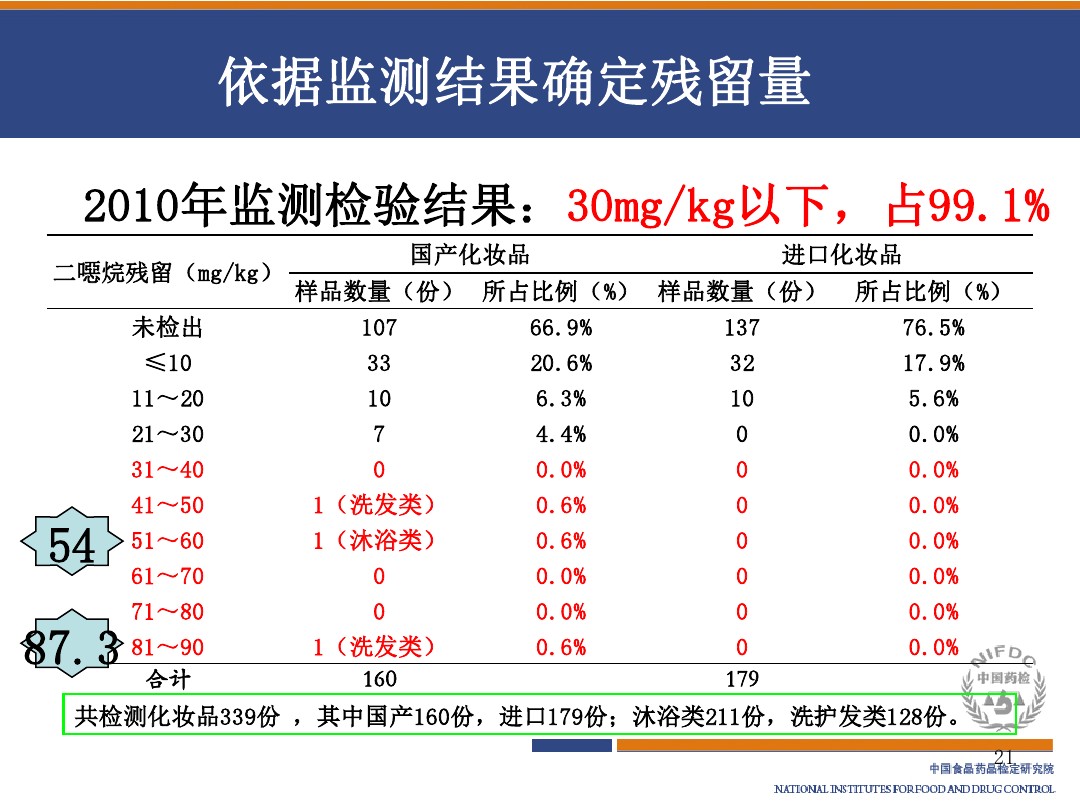 依据监测结果确定残留量
2010年监测检验结果：30mg/kg以下，占99.1%
二噁烷残留（mg/kg） 国产化妆品 进口化妆品
样品数量（份） 所占比例（%） 样品数量（份） 所占比例（%）
未检出 107 66.9% 137 76.5%
≤10 33 20.6% 32 17.9%
11～20 10 6.3% 10 5.6%
21～30 7 4.4% 0 0.0%
31～40 0 0.0% 0 0.0%
41～50 1（洗发类） 0.6% 0 0.0%
54 51～60 1（沐浴类） 0.6% 0 0.0%
61～70 0 0.0% 0 0.0%
71～80 0 0.0% 0 0.0%
87.3 81～90 1（洗发类） 0.6% 0 0.0%
合计 160 179
NIFDC
中国药检
共检测化妆品339份 ，其中国产160份，进口179份；沐浴类211份，洗护发类128份。
21
中国食品药品检定研究院
NATIONAL INSTITUTES FOR FOOD AND DRUG CONTROL